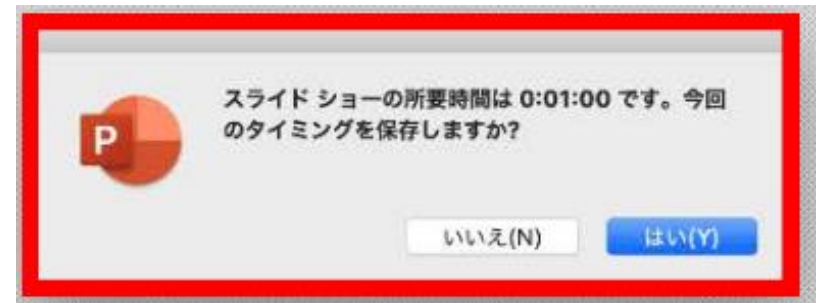 スライド ショーの所要時間は 0:01:00 です。今回
のタイミングを保存しますか?
P
いいえ(N)
はい(Y)